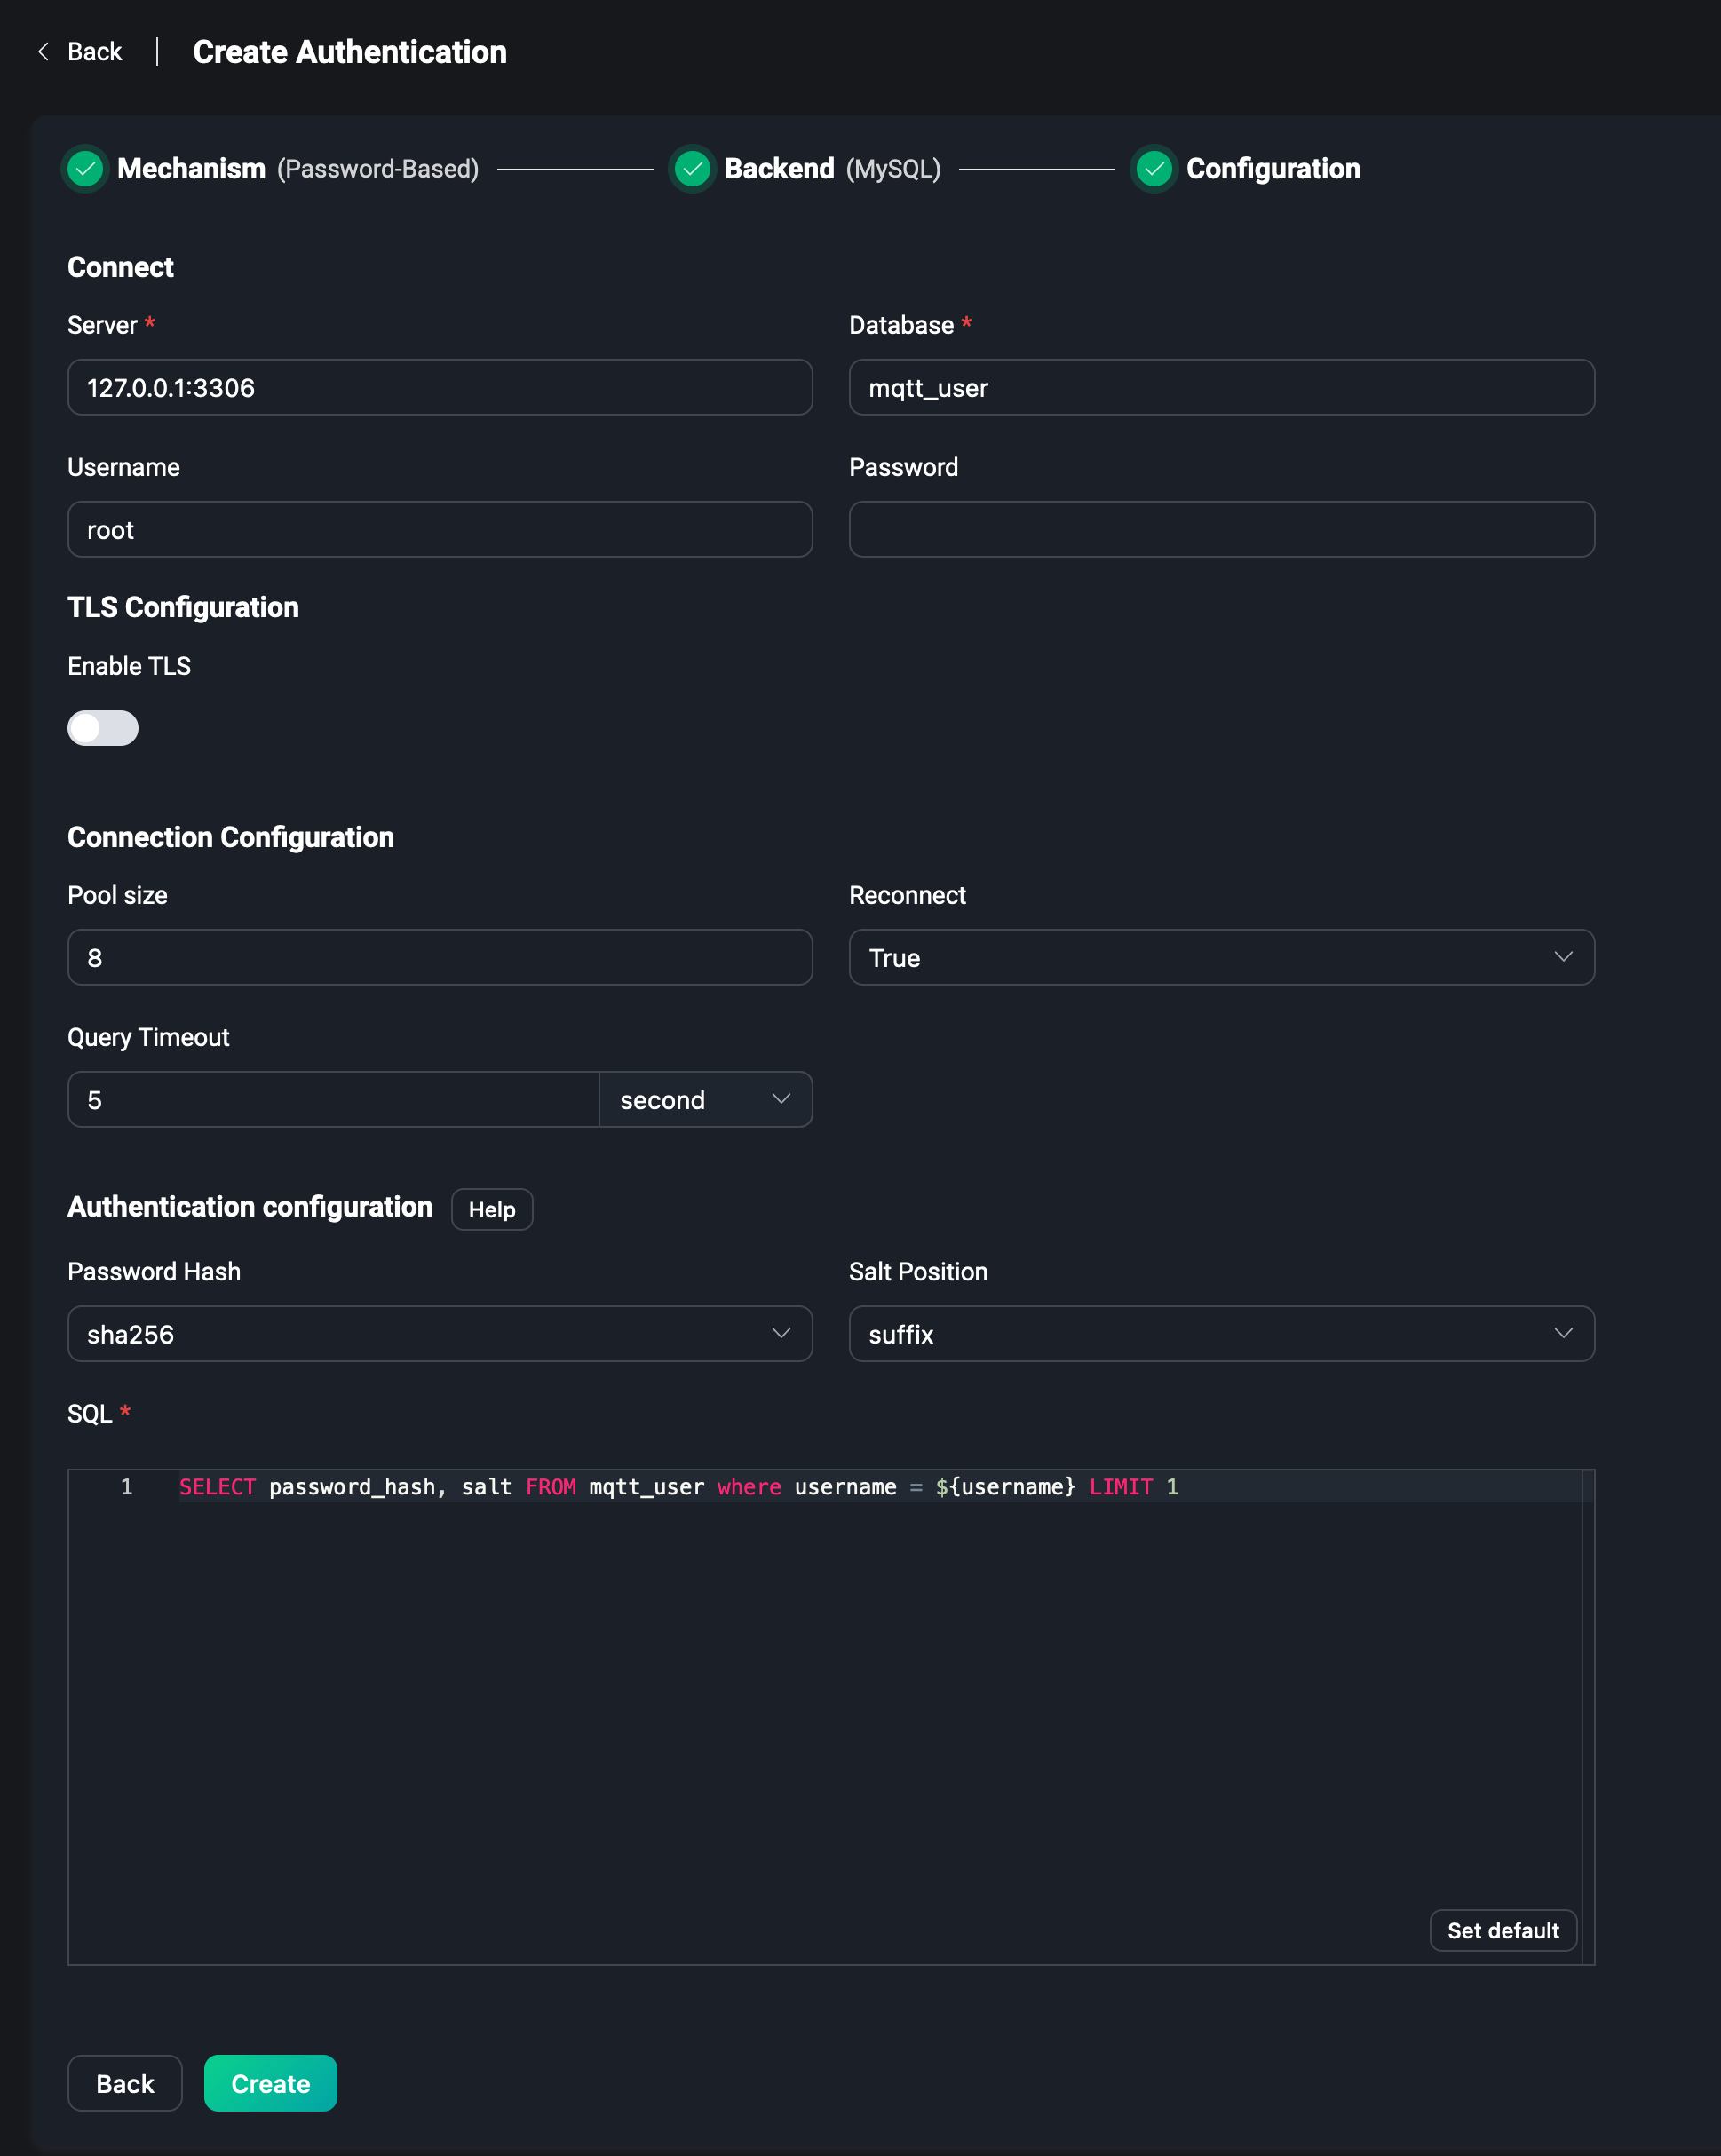 Back | Create Authentication
Mechanism (Password-Based) Backend (MySQL) Configuration
Connect
Server * Database *
127.0.0.1:3306 mqtt_user
Username Password
root
TLS Configuration
Enable TLS
Connection Configuration
Pool size Reconnect
8 True
Query Timeout
5 second
Authentication configuration Help
Password Hash Salt Position
sha256 suffix
SQL *
1 SELECT password_hash, salt FROM mqtt_user where username = ${username} LIMIT 1
Set default
Back Create